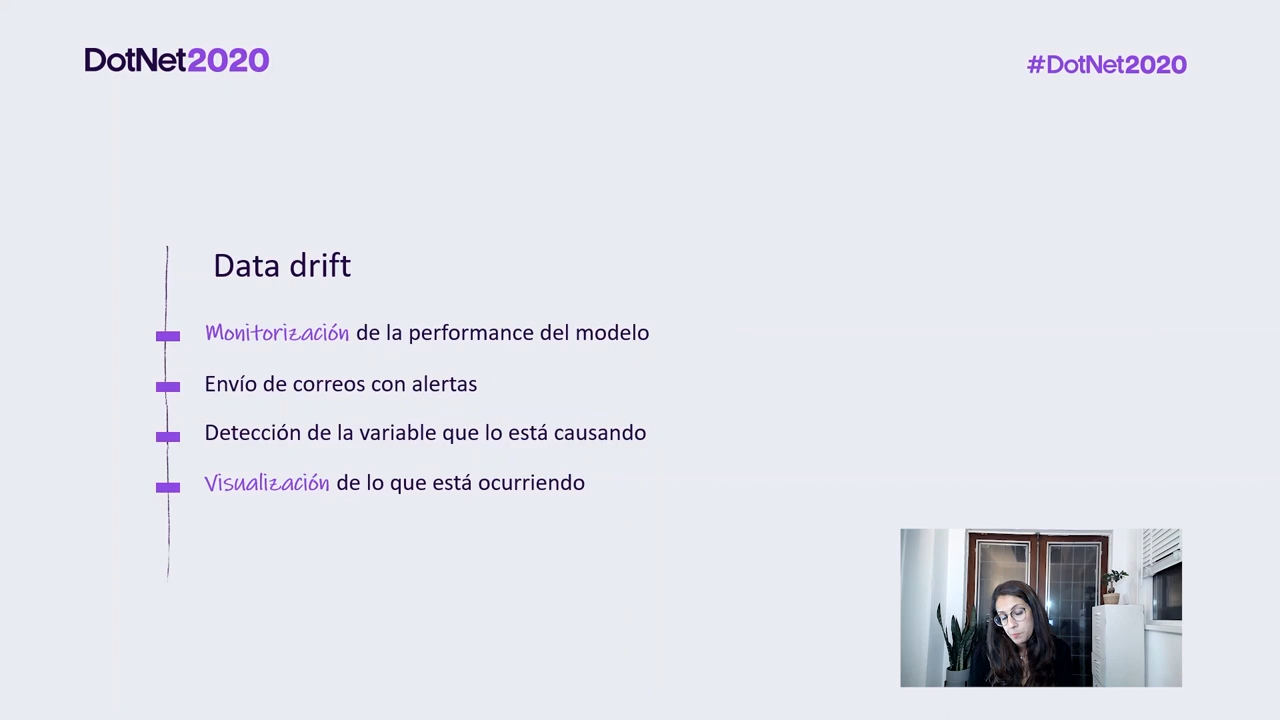 DotNet2020
#DotNet2020
Data drift
Monitorización de la performance del modelo
Envío de correos con alertas
Detección de la variable que lo está causando
Visualización de lo que está ocurriendo